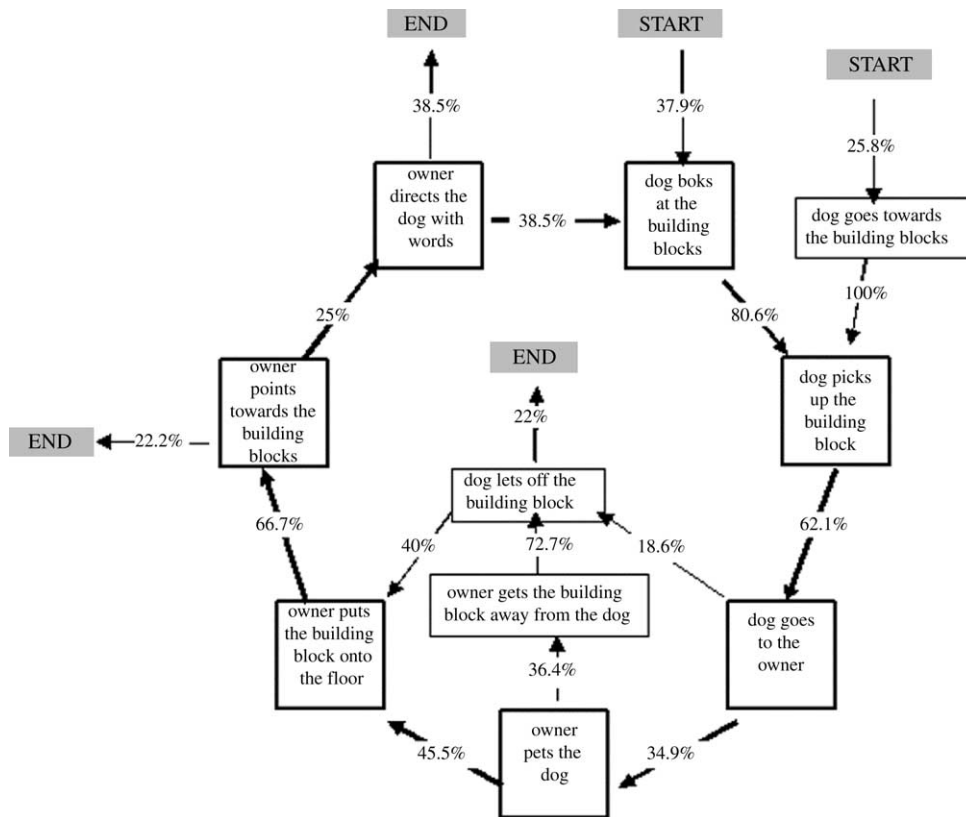 END
START
START
38.5%
37.9%
25.8%
owner
directs the
dog with
words
38.5%
dog boks
at the
building
blocks
dog goes towards
the building blocks
25%
80.6%
100%
END
owner
points
towards the
building
blocks
dog picks
up the
building
block
END
22.2%
22%
dog lets off the
building block
66.7%
40%
72.7%
18.6%
62.1%
owner puts
the building
block onto
the floor
owner gets the building
block away from the dog
dog goes
to the
owner
36.4%
45.5%
owner
pets the
dog
34.9%